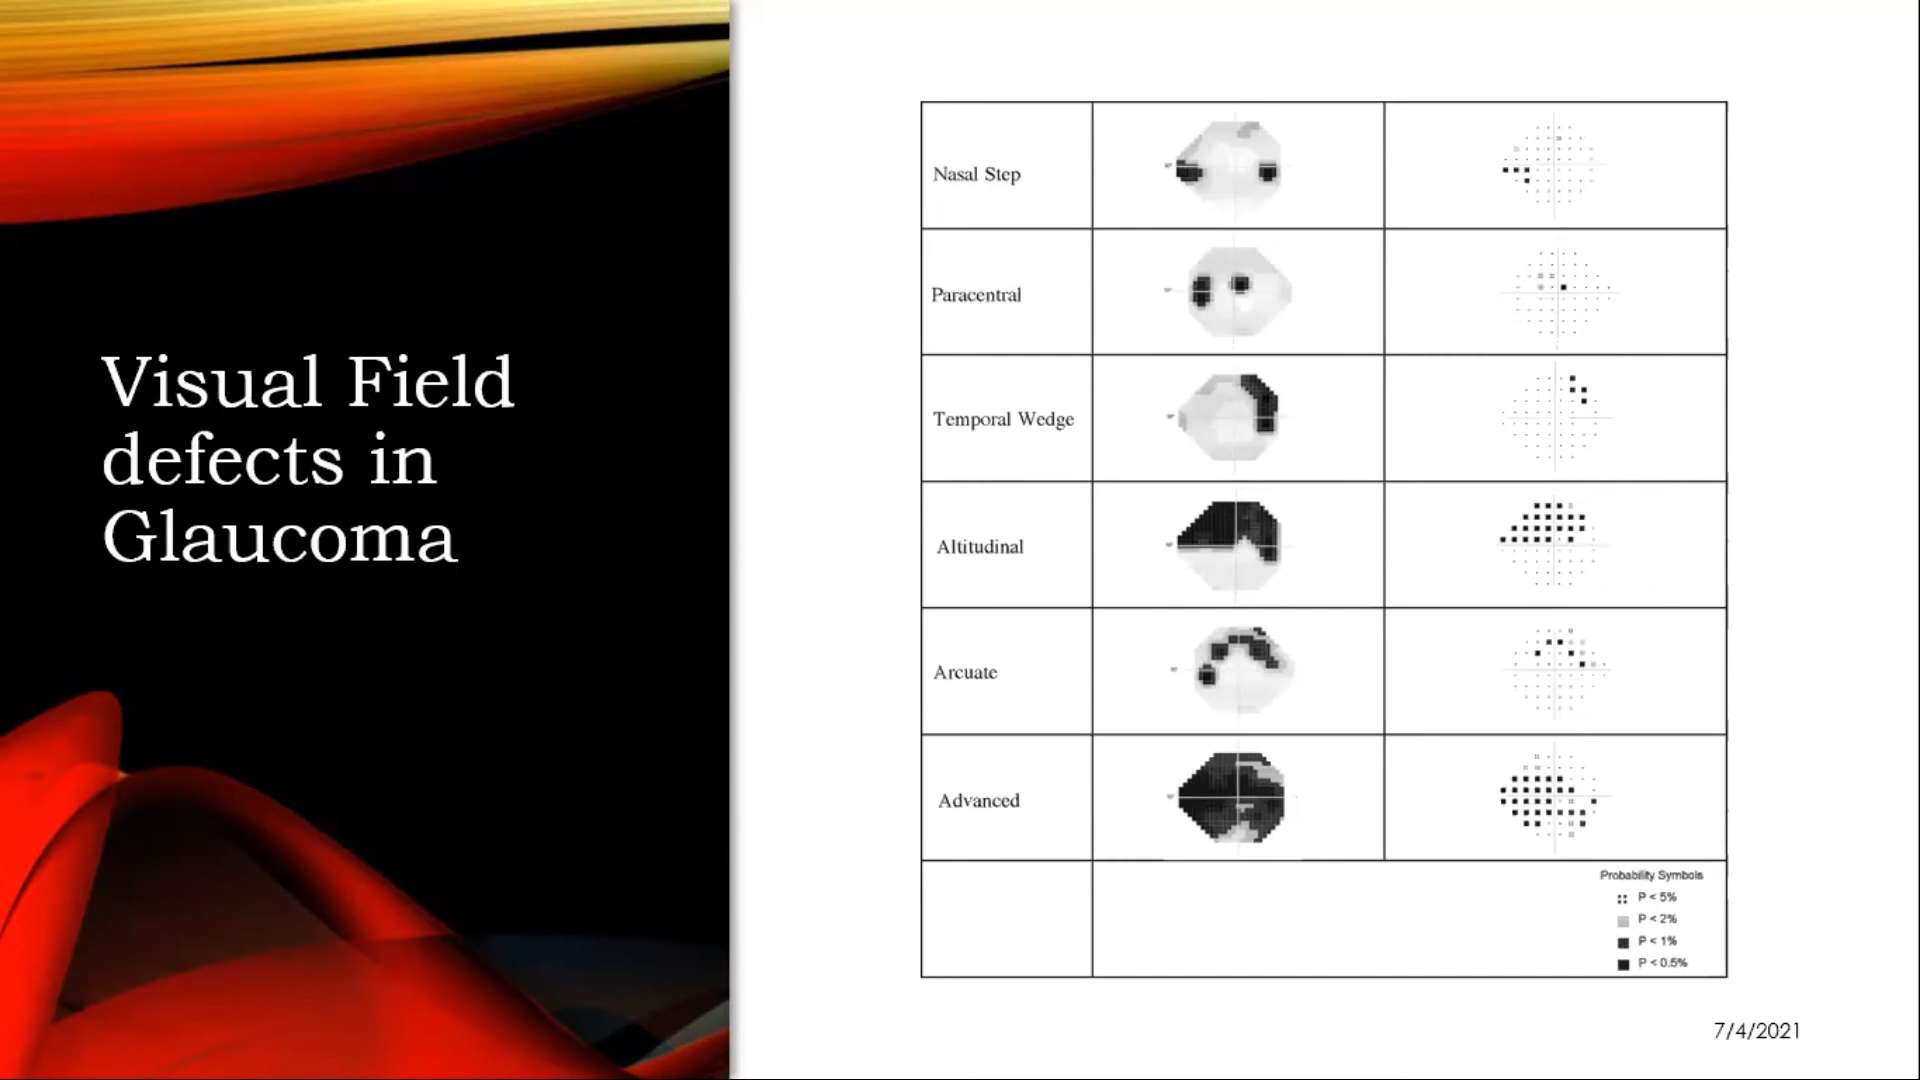 Visual Field
defects in
Glaucoma
Nasal Step
Paracentral
Temporal Wedge
Altitudinal
Arcuate
Advanced
Probability Symbols
P < 5%
P < 2%
P < 1%
P < 0.5%
7/4/2021